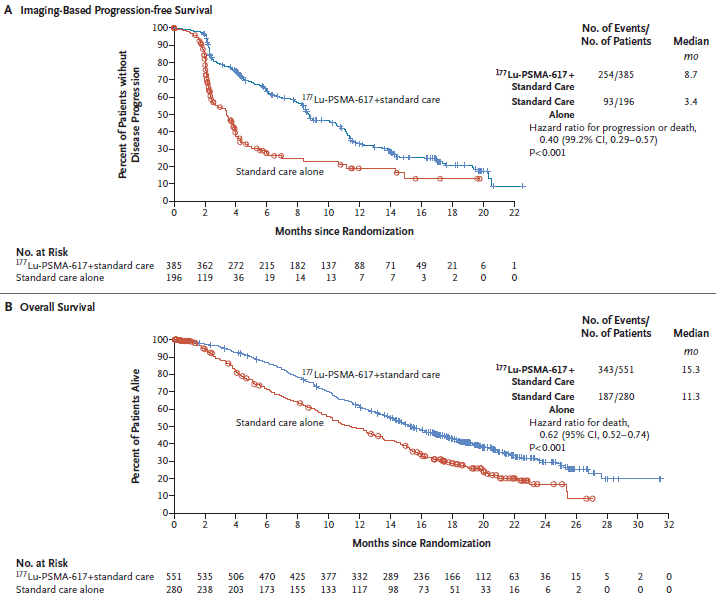 A Imaging-Based Progression-free Survival
Percent of Patients without
Disease Progression
100
90
80
70
60
50
40
30
20
10
0
0 2 4 6 8 10 12 14 16 18 20 22
Months since Randomization
177Lu-PSMA-617+standard care
Standard care alone
No. of Events/
No. of Patients
Median
mo
177Lu-PSMA-617+
Standard Care
254/385 8.7
Standard Care
Alone
93/196 3.4
Hazard ratio for progression or death,
0.40 (99.2% CI, 0.29–0.57)
P<0.001
No. at Risk
177Lu-PSMA-617+standard care 385 362 272 215 182 137 88 71 49 21 6 1
Standard care alone 196 119 36 19 14 13 7 7 3 2 0 0
B Overall Survival
Percent of Patients Alive
100
90
80
70
60
50
40
30
20
10
0
0 2 4 6 8 10 12 14 16 18 20 22 24 26 28 30 32
Months since Randomization
177Lu-PSMA-617+standard care
Standard care alone
No. of Events/
No. of Patients
Median
mo
177Lu-PSMA-617+
Standard Care
343/551 15.3
Standard Care
Alone
187/280 11.3
Hazard ratio for death,
0.62 (95% CI, 0.52–0.74)
P<0.001
No. at Risk
177Lu-PSMA-617+standard care 551 535 506 470 425 377 332 289 236 166 112 63 36 15 5 2 0
Standard care alone 280 238 203 173 155 133 117 98 73 51 33 16 6 2 0 0 0